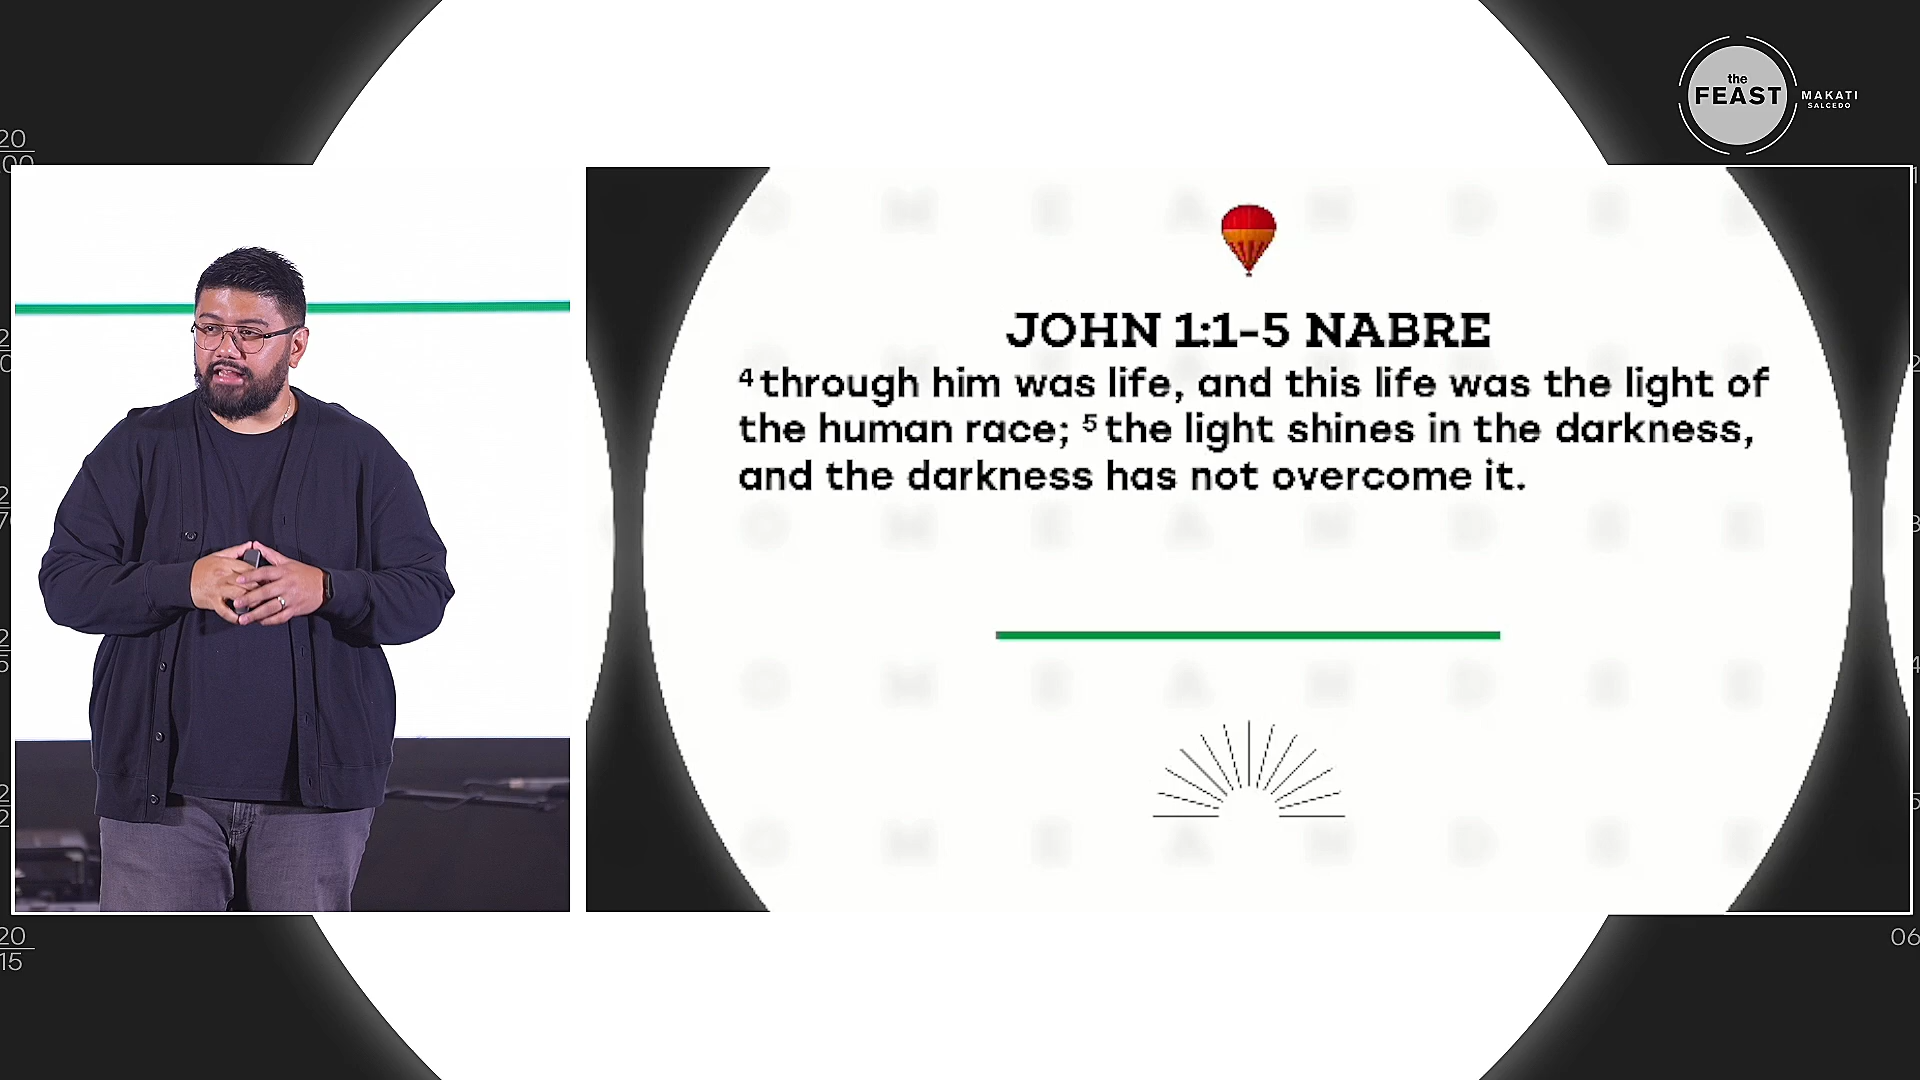 the
FEAST
MAKATI
SALCEDO
20
JOHN 1:1-5 NABRE
4 through him was life, and this life was the light of
the human race; 5 the light shines in the darkness,
and the darkness has not overcome it.
O M E A N D S E
O M E A N D S E
O M E A N D S E
O M E A N D S E
20
15
06